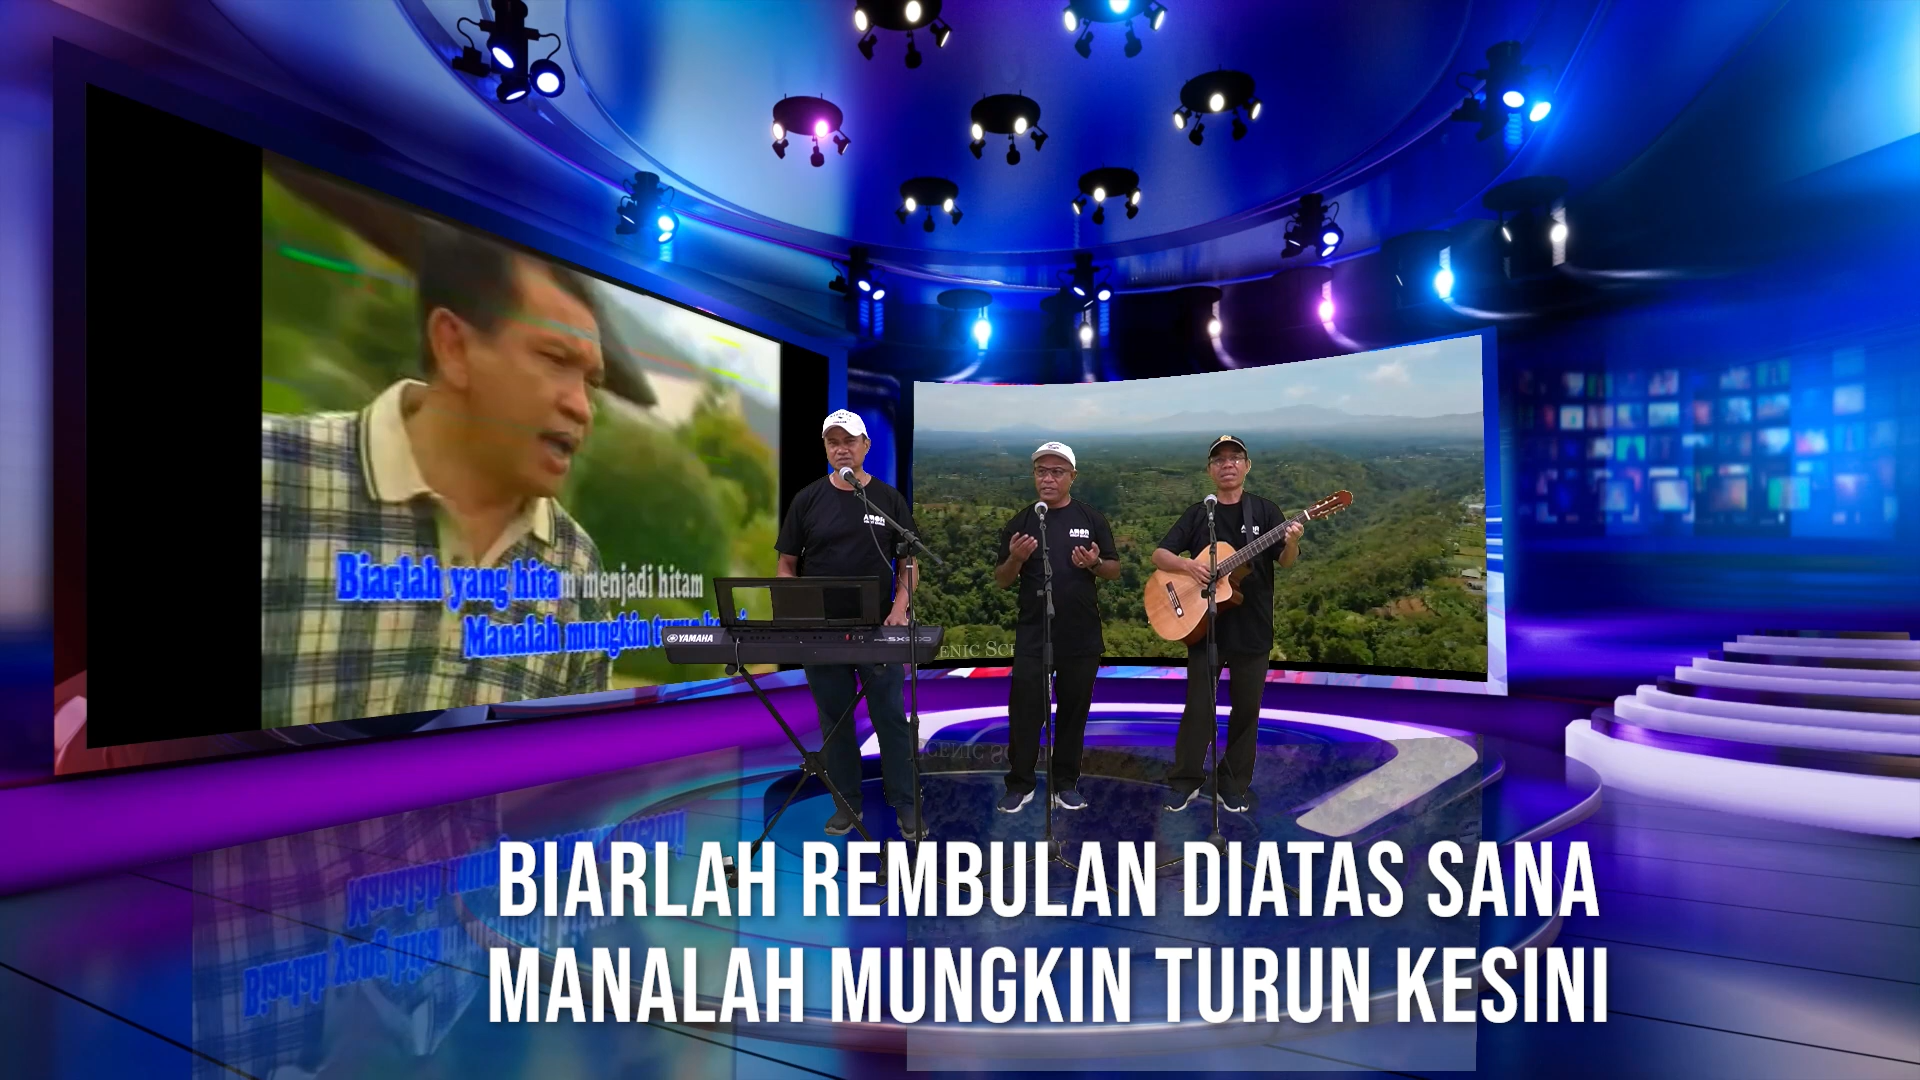 Biarlah yang hitam menjadi hitam
Manalah mungkin
YAMAHA
BIARLAH REMBULAN DIATAS SANA
MANALAH MUNGKIN TURUN KESINI